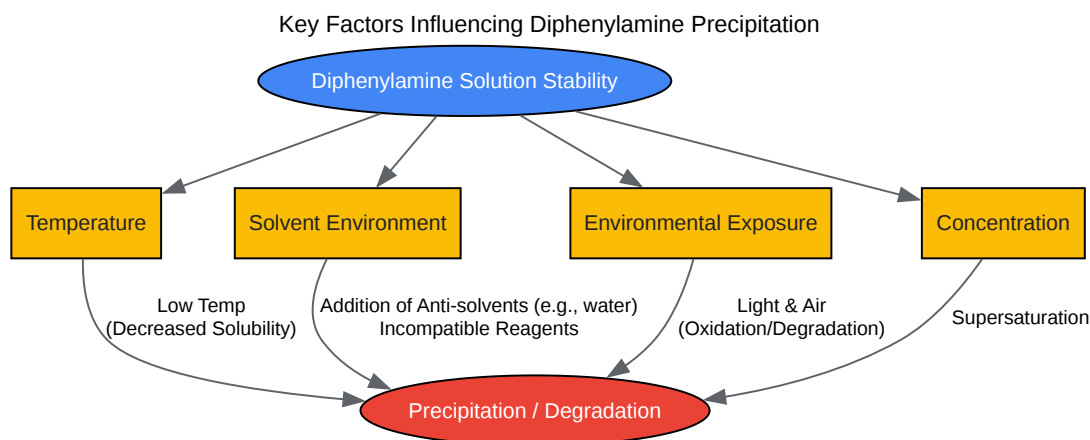 Key Factors Influencing Diphenylamine Precipitation
Diphenylamine Solution Stability
Temperature
Solvent Environment
Environmental Exposure
Concentration
Low Temp
(Decreased Solubility)
Addition of Anti-solvents (e.g., water)
Incompatible Reagents
Light & Air
(Oxidation/Degradation)
Supersaturation
Precipitation / Degradation